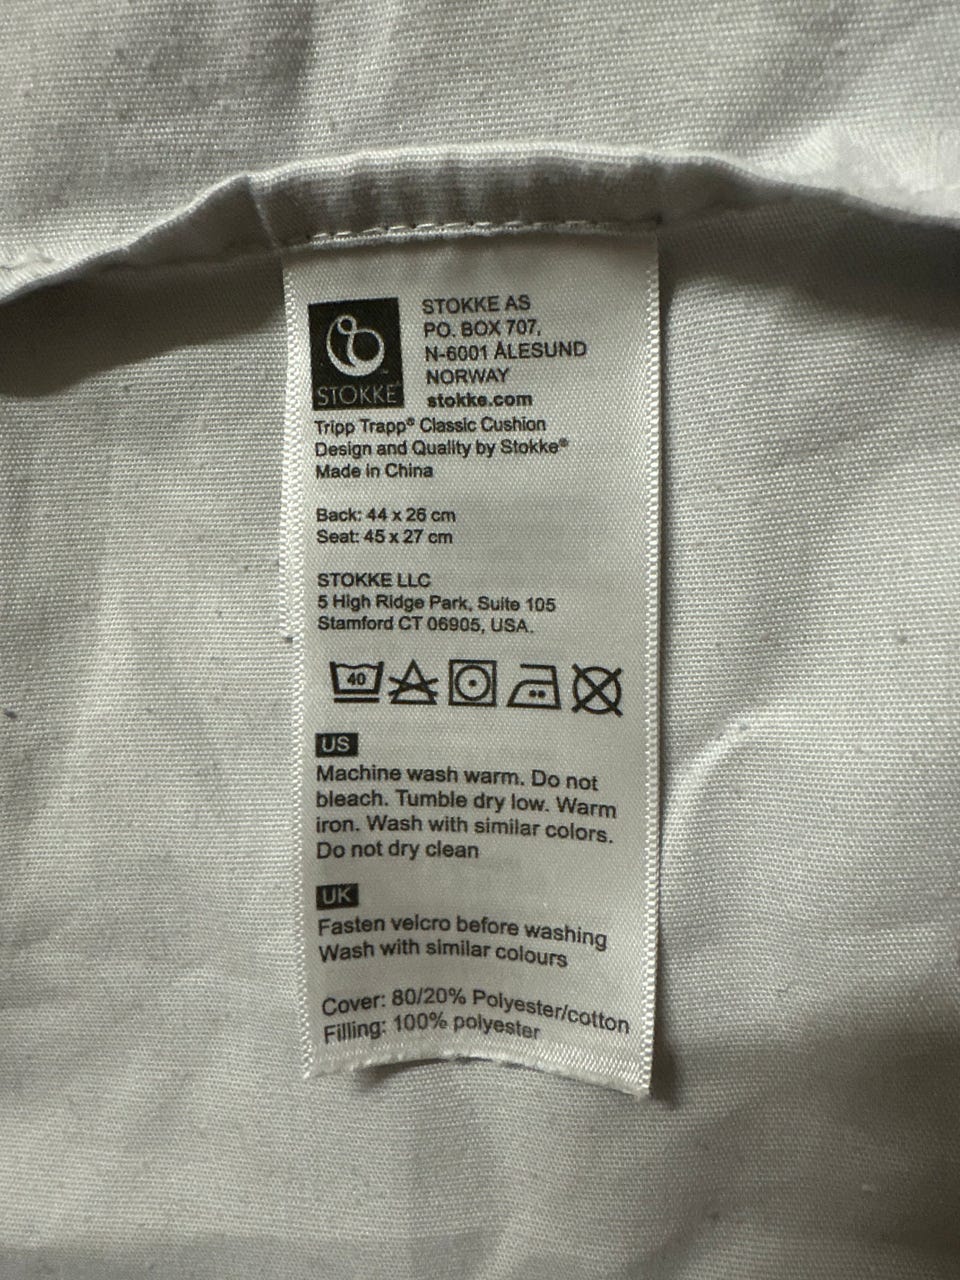 STOKKE
STOKKE AS
PO. BOX 707,
N-6001 ÅLESUND
NORWAY
stokke.com
Tripp Trapp® Classic Cushion
Design and Quality by Stokke®
Made in China
Back: 44 x 26 cm
Seat: 45 x 27 cm
STOKKE LLC
5 High Ridge Park, Suite 105
Stamford CT 06905, USA.
40
US
Machine wash warm. Do not
bleach. Tumble dry low. Warm
iron. Wash with similar colors.
Do not dry clean
UK
Fasten velcro before washing
Wash with similar colours
Cover: 80/20% Polyester/cotton
Filling: 100% polyester